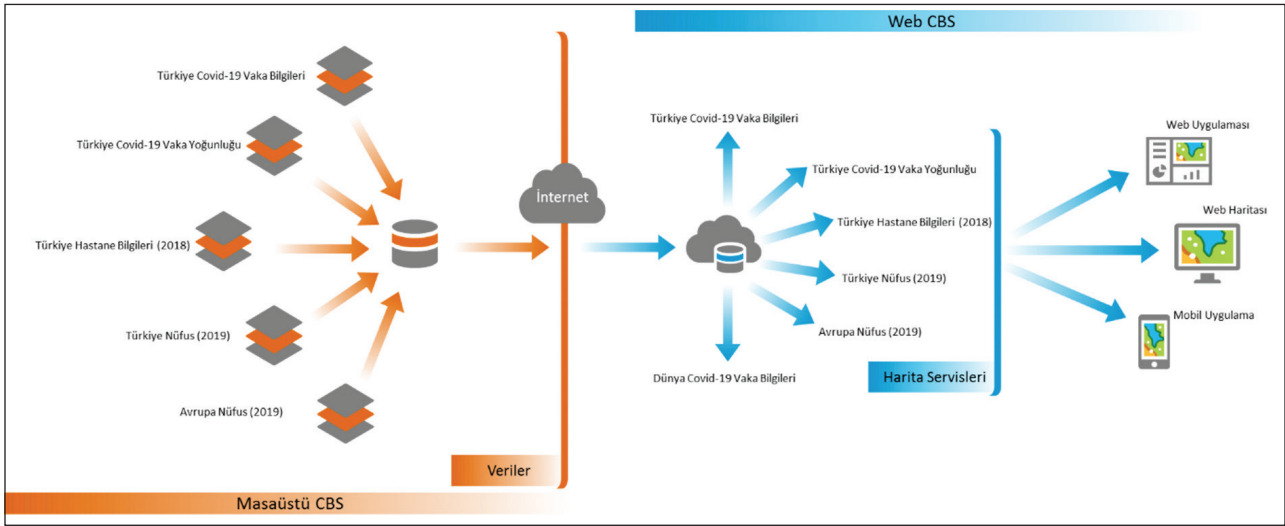 Web CBS
Türkiye Covid-19 Vaka Bilgileri
Türkiye Covid-19 Vaka Yoğunluğu
Türkiye Hastane Bilgileri (2018)
Türkiye Nüfus (2019)
Avrupa Nüfus (2019)
Veriler
Masaüstü CBS
İnternet
Türkiye Covid-19 Vaka Bilgileri
Türkiye Covid-19 Vaka Yoğunluğu
Türkiye Hastane Bilgileri (2018)
Türkiye Nüfus (2019)
Avrupa Nüfus (2019)
Dünya Covid-19 Vaka Bilgileri
Harita Servisleri
Web Uygulaması
Web Haritası
Mobil Uygulama